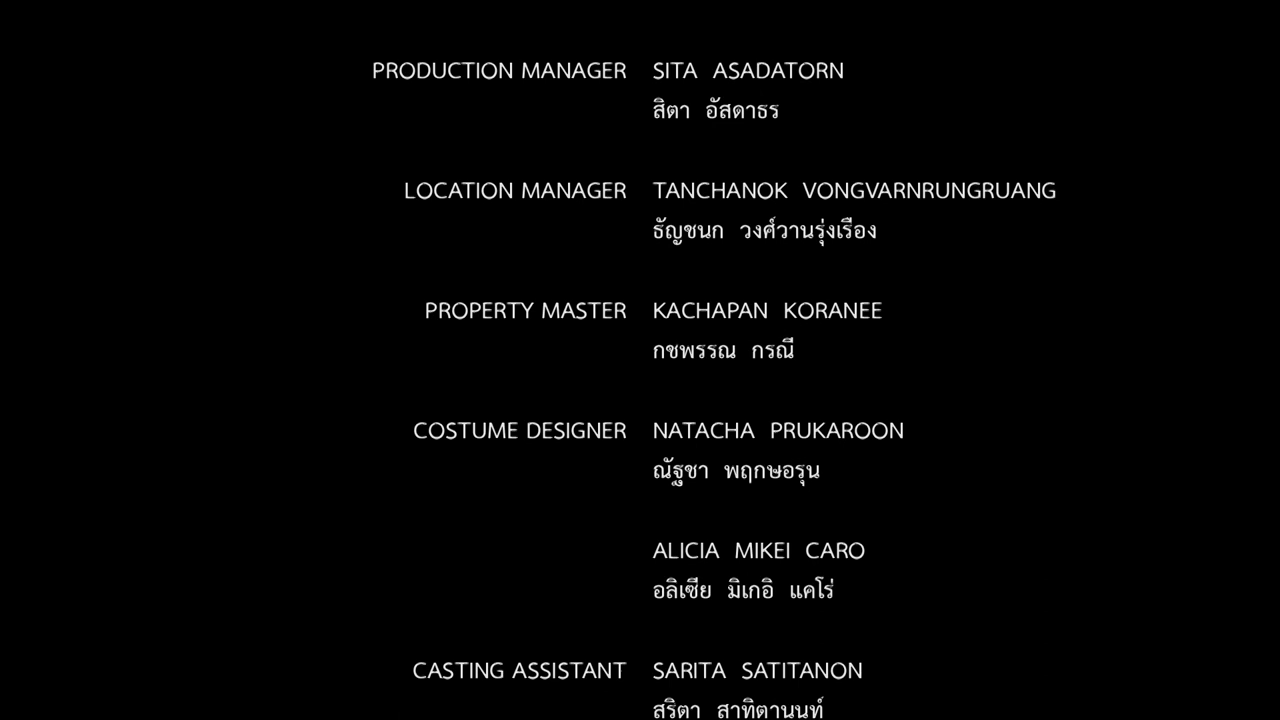 PRODUCTION MANAGER SITA ASADATORN
สิตา อัสดาธร
LOCATION MANAGER TANCHANOK VONGVARNRUNGRUANG
ธัญชนก วงศ์วานรุ่งเรือง
PROPERTY MASTER KACHAPAN KORANEE
กชพรรณ กรณี
COSTUME DESIGNER NATACHA PRUKAROON
ณัฐชา พฤกษอรุน
ALICIA MIKEI CARO
อลิเซีย มิเกอิ แคโร่
CASTING ASSISTANT SARITA SATITANON
สริตา สาทิตานนท์